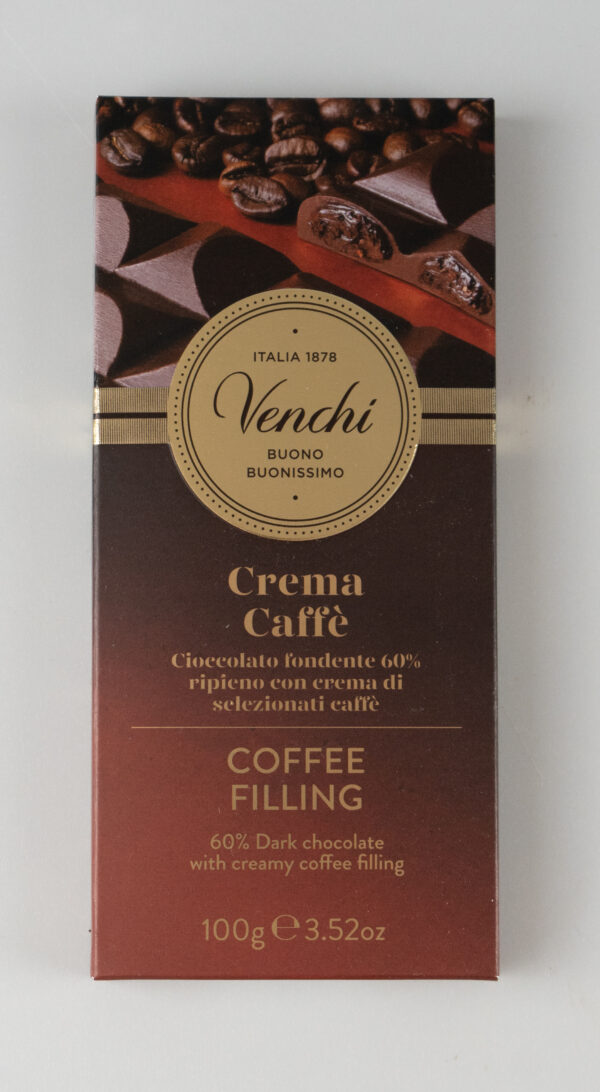 ITALIA 1878
Venchi
BUONO
BUONISSIMO
Crema
Caffè
Cioccolato fondente 60%
ripieno con crema di
selezionati caffè
COFFEE
FILLING
60% Dark chocolate
with creamy coffee filling
100g ℮ 3.52oz